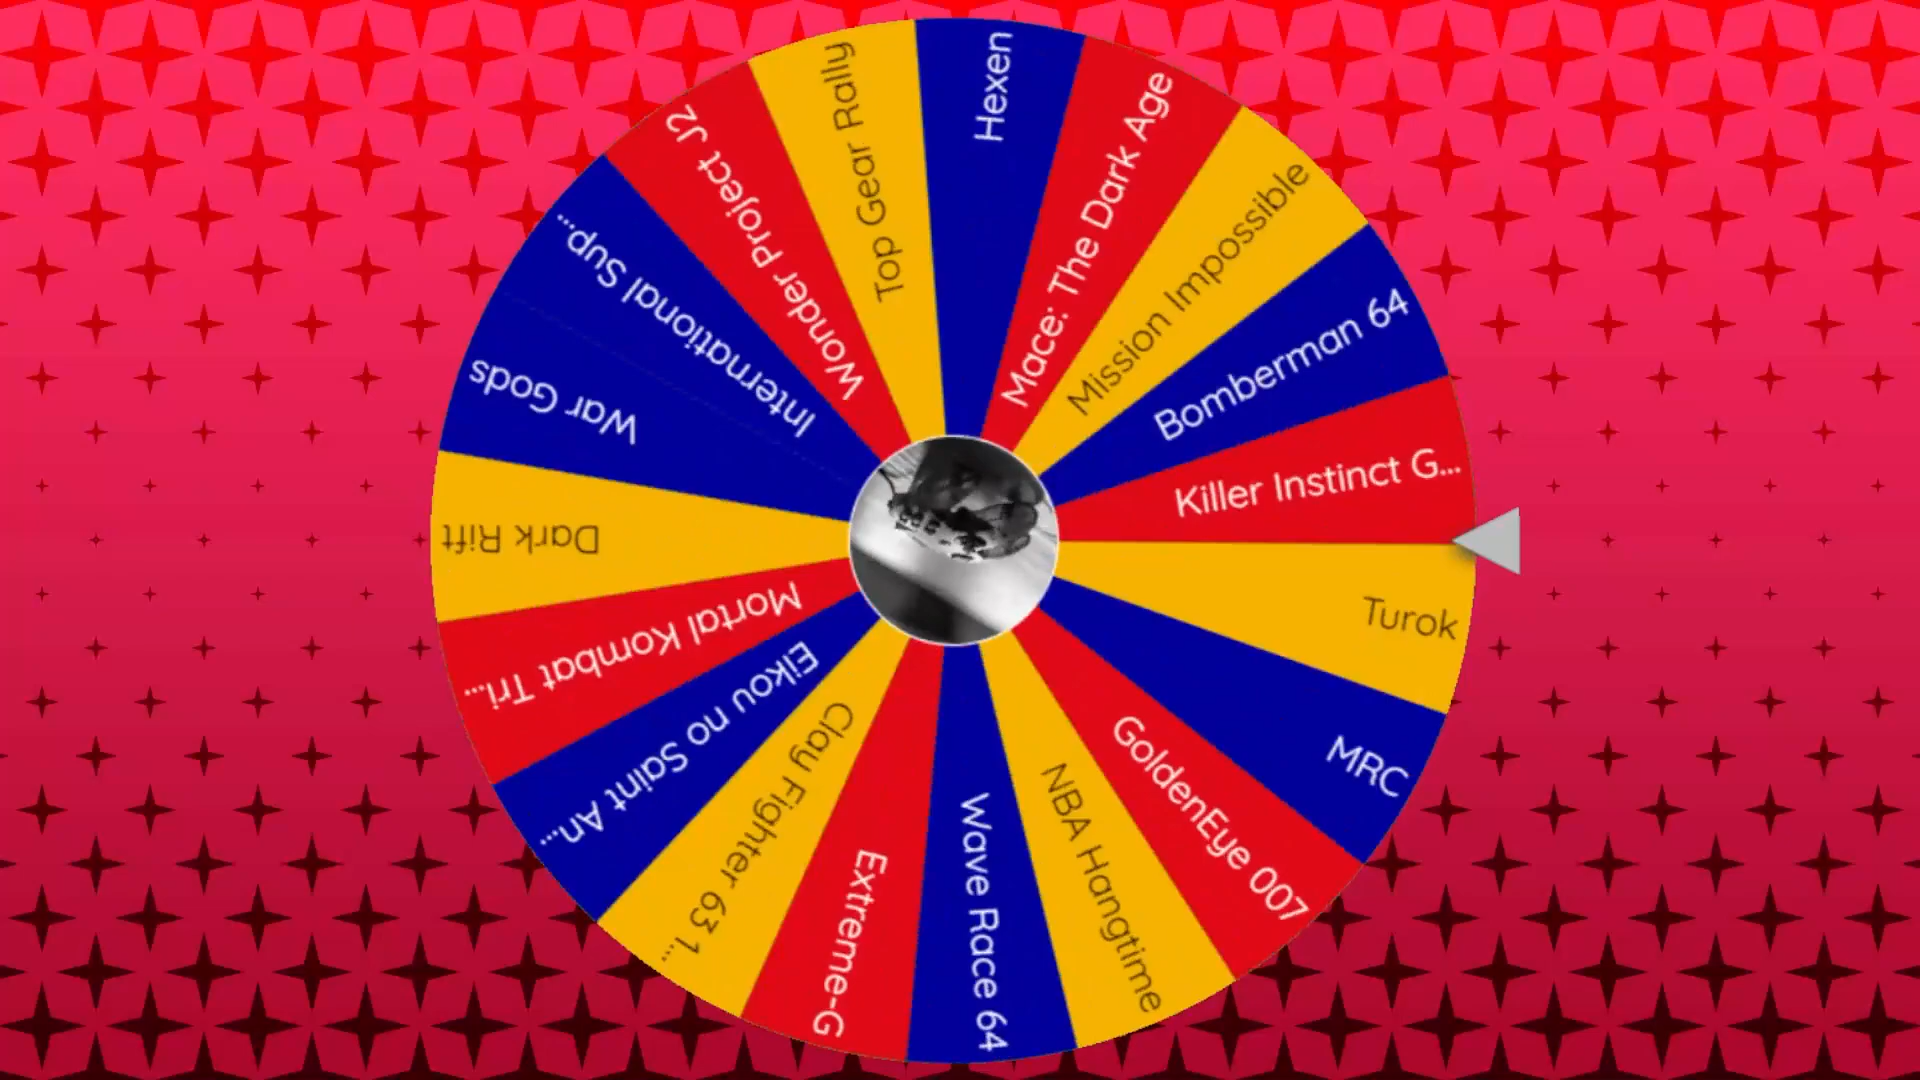 Hexen
Mace: The Dark Age
Mission Impossible
Bomberman 64
Killer Instinct G...
Turok
MRC
GoldenEye 007
NBA Hangtime
Wave Race 64
Extreme-G
Clay Fighter 63 1...
Eikou no Saint An...
Mortal Kombat Tri...
Dark Rift
War Gods
International Sup...
Wonder Project J2
Top Gear Rally